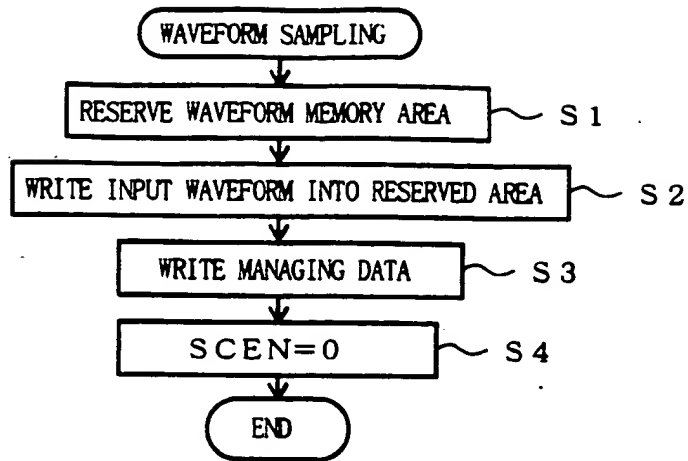 WAVEFORM SAMPLING
RESERVE WAVEFORM MEMORY AREA
S1
WRITE INPUT WAVEFORM INTO RESERVED AREA
S2
WRITE MANAGING DATA
S3
SCEN=0
S4
END